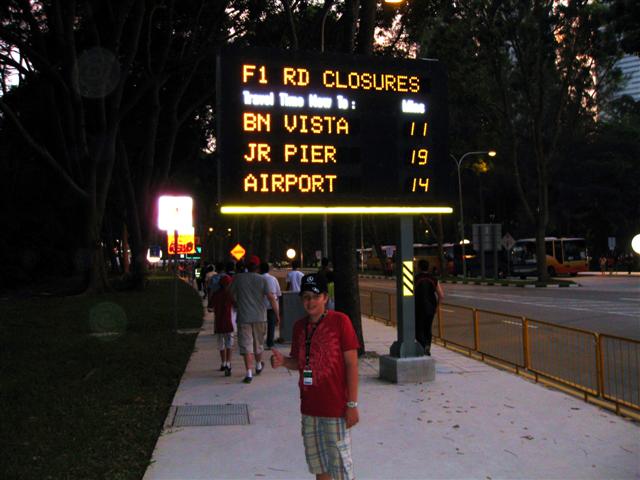 F1 RD CLOSURES
Travel Time Now To: Mins
BN VISTA 11
JR PIER 19
AIRPORT 14